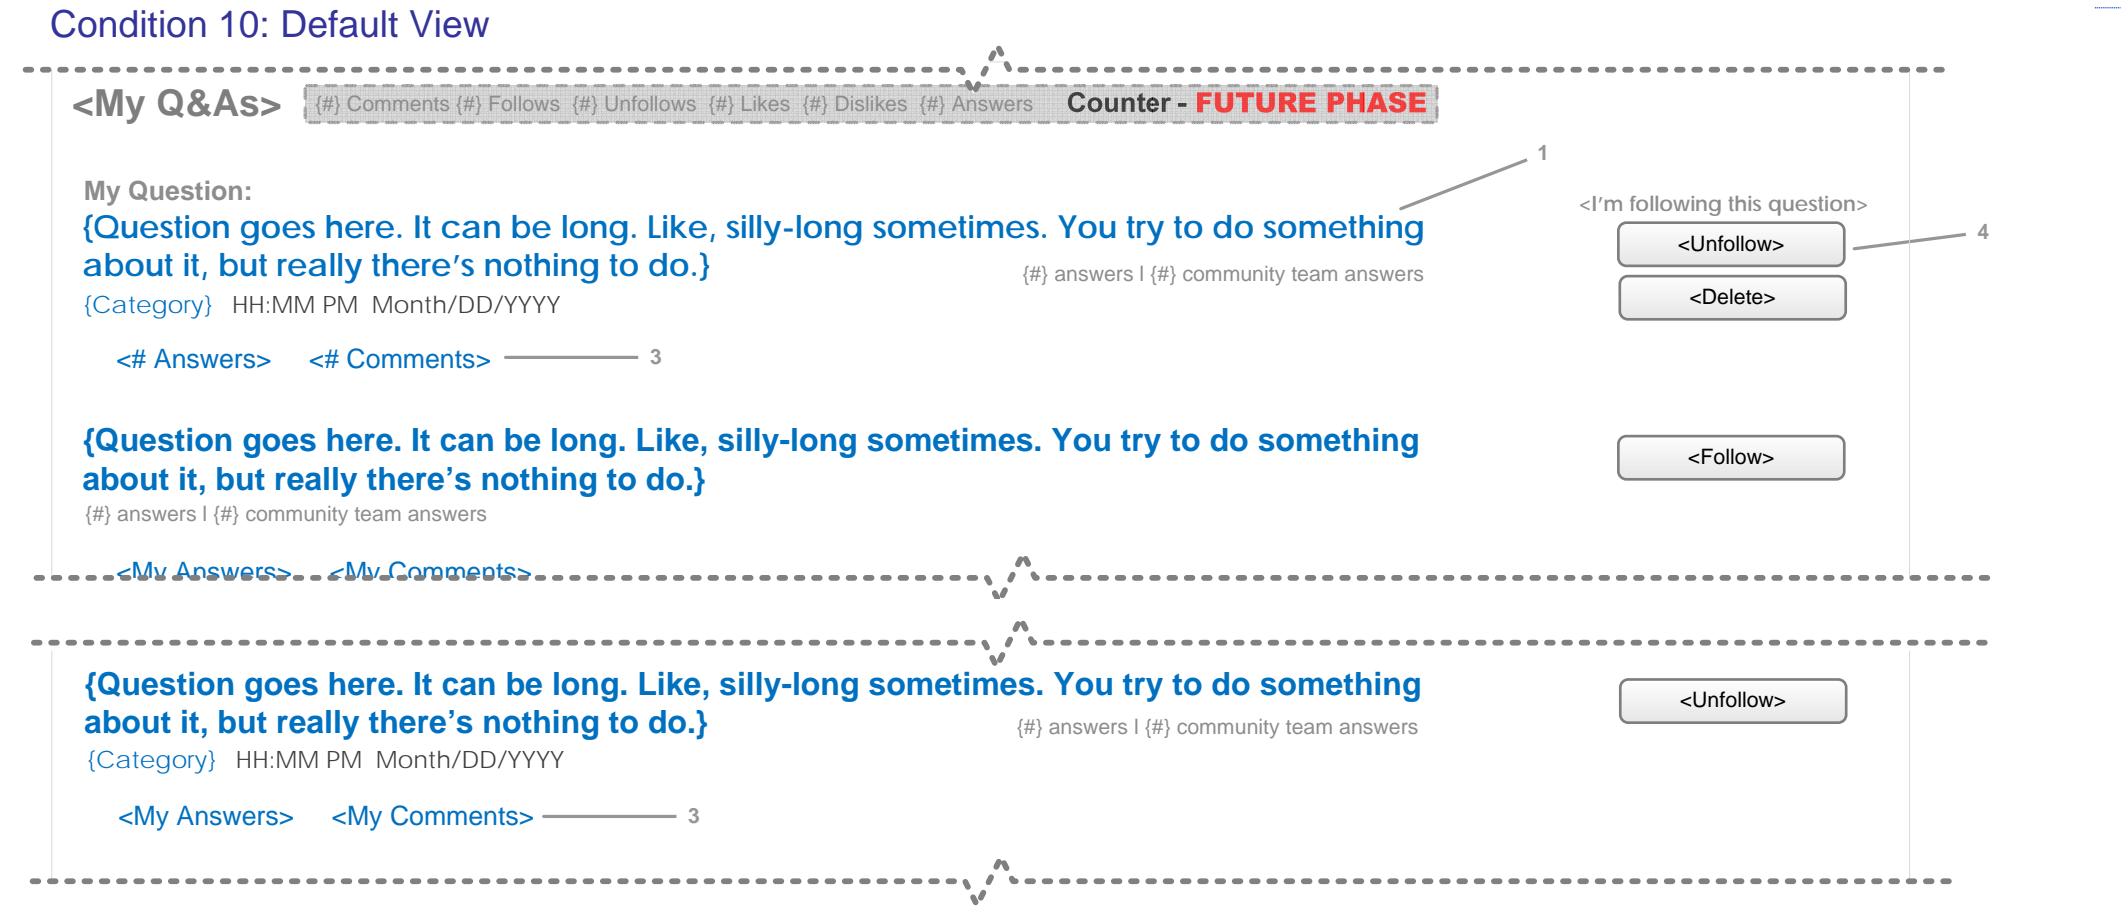 Condition 10: Default View
<My Q&As> {#} Comments {#} Follows {#} Unfollows {#} Likes {#} Dislikes {#} Answers Counter - FUTURE PHASE
1
My Question:
<I'm following this question>
{Question goes here. It can be long. Like, silly-long sometimes. You try to do something
<Unfollow>
4
about it, but really there's nothing to do.}
{#} answers I {#} community team answers
{Category} HH:MM PM Month/DD/YYYY
<Delete>
<# Answers> <# Comments> 3
{Question goes here. It can be long. Like, silly-long sometimes. You try to do something
<Follow>
about it, but really there's nothing to do.}
{#} answers I {#} community team answers
<My Answers> <My Comments>
{Question goes here. It can be long. Like, silly-long sometimes. You try to do something
<Unfollow>
about it, but really there's nothing to do.}
{#} answers I {#} community team answers
{Category} HH:MM PM Month/DD/YYYY
<My Answers> <My Comments> 3